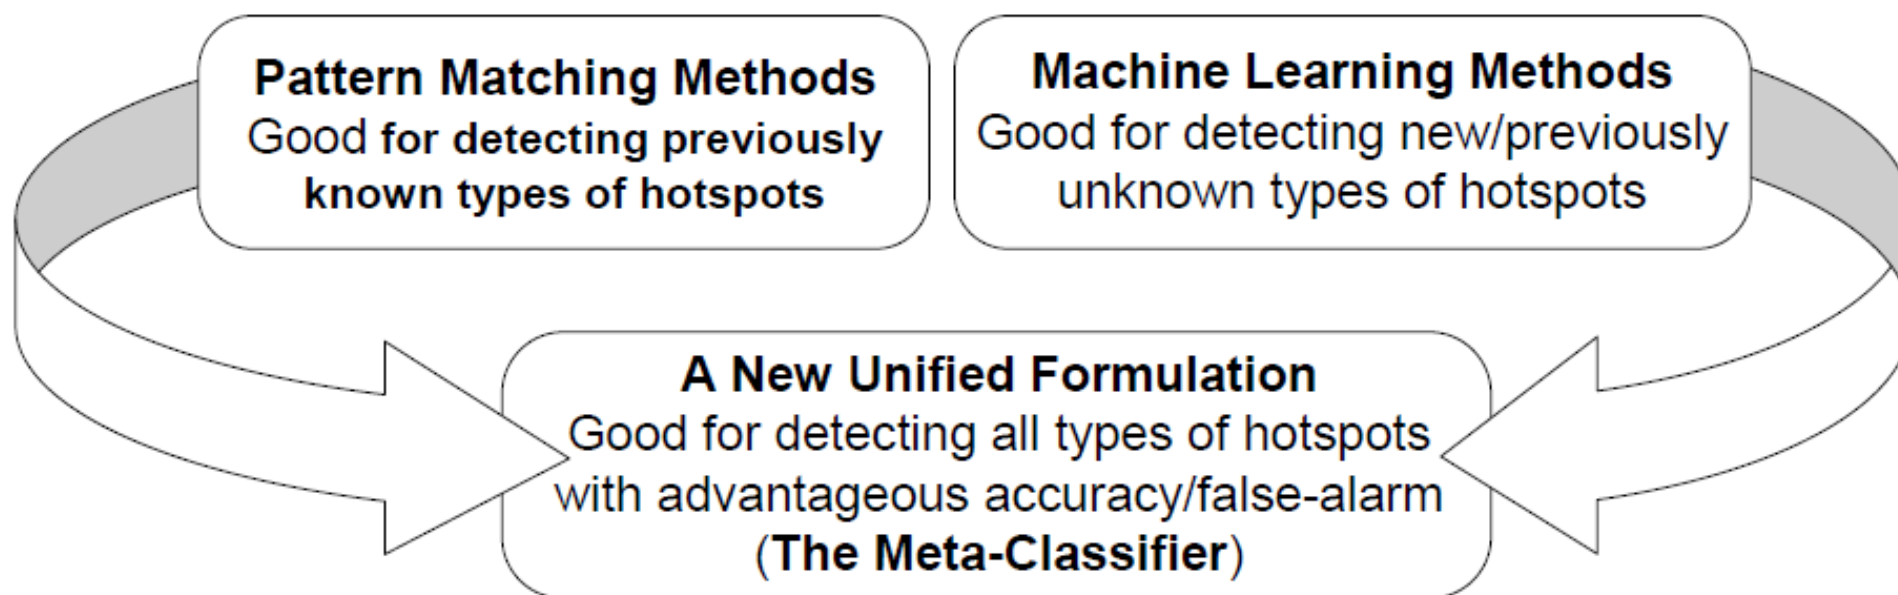 Pattern Matching Methods
Good for detecting previously
known types of hotspots
Machine Learning Methods
Good for detecting new/previously
unknown types of hotspots
A New Unified Formulation
Good for detecting all types of hotspots
with advantageous accuracy/false-alarm
(The Meta-Classifier)